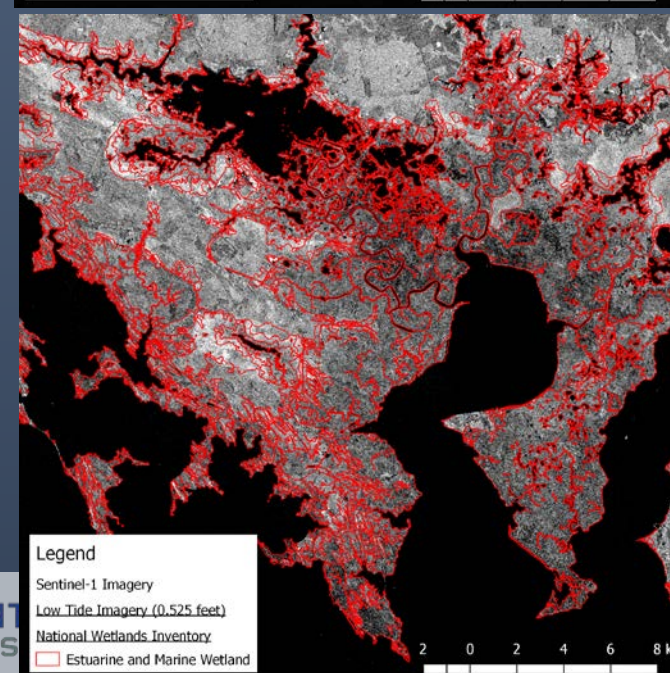 Legend
Sentinel-1 Imagery
Low Tide Imagery (0.525 feet)
National Wetlands Inventory
Estuarine and Marine Wetland
2 0 2 4 6 8 k